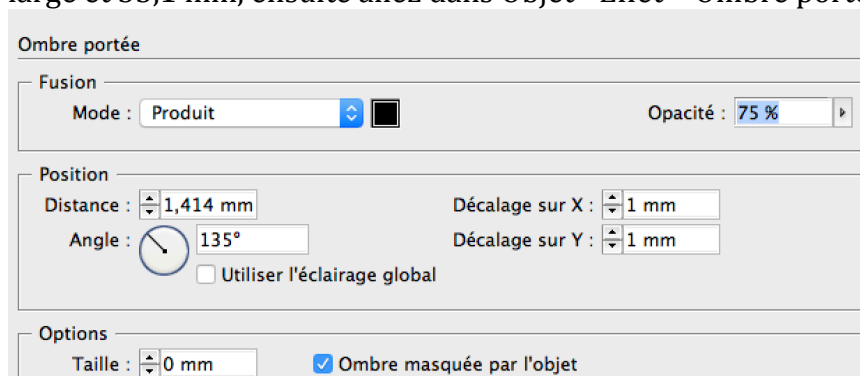 Ombre portée
Fusion
Mode : Produit Opacité : 75 %
Position
Distance : 1,414 mm Décalage sur X : 1 mm
Angle : 135° Décalage sur Y : 1 mm
Utiliser l'éclairage global
Options
Taille : 0 mm Ombre masquée par l'objet